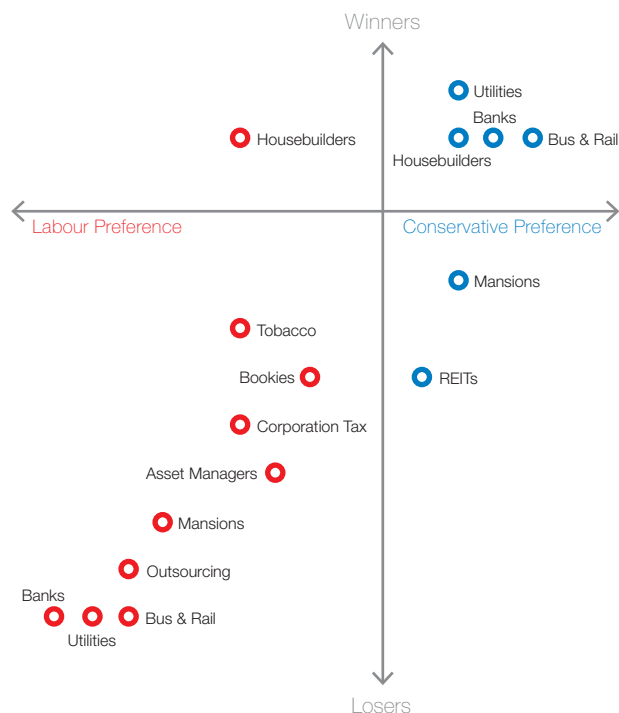 Winners
Utilities
Banks
Housebuilders
Bus & Rail
Housebuilders
Labour Preference
Conservative Preference
Mansions
Tobacco
Bookies
REITs
Corporation Tax
Asset Managers
Mansions
Outsourcing
Banks
Bus & Rail
Utilities
Losers